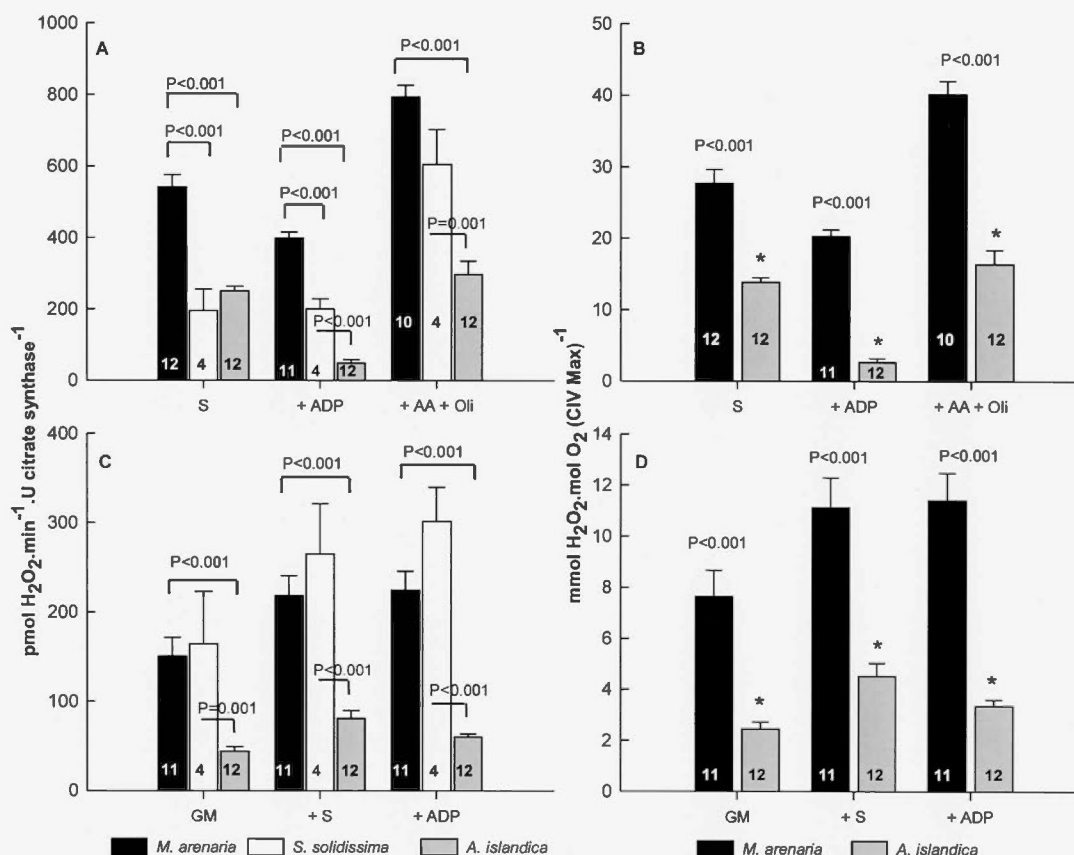 A
1000
800
600
400
200
0
P<0.001
P<0.001
P<0.001
P<0.001
P<0.001
P<0.001
P=0.001
12
4
12
11
4
12
10
4
12
S
+ ADP
+ AA + Oli
B
50
40
30
20
10
0
P<0.001
P<0.001
P<0.001
*
*
*
12
12
11
12
10
12
S
+ ADP
+ AA + Oli
pmol H2O2.min-1.U citrate synthase-1
C
400
300
200
100
0
P<0.001
P<0.001
P<0.001
P=0.001
P<0.001
P<0.001
11
4
12
11
4
12
11
4
12
GM
+ S
+ ADP
mmol H2O2.mol O2 (CIV Max)-1
D
14
12
10
8
6
4
2
0
P<0.001
P<0.001
P<0.001
*
*
*
11
12
11
12
11
12
GM
+ S
+ ADP
M. arenaria S. solidissima A. islandica
M. arenaria A. islandica